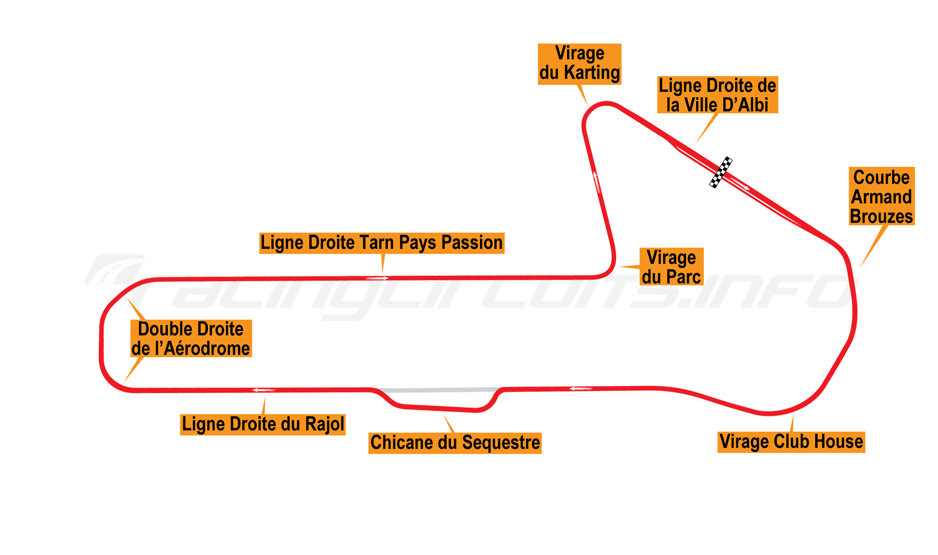 Virage
du Karting
Ligne Droite de
la Ville D’Albi
Courbe
Armand
Brouzes
Ligne Droite Tarn Pays Passion
Virage
du Parc
racingcircuits.info
Double Droite
de l’Aérodrome
Ligne Droite du Rajol
Chicane du Sequestre
Virage Club House